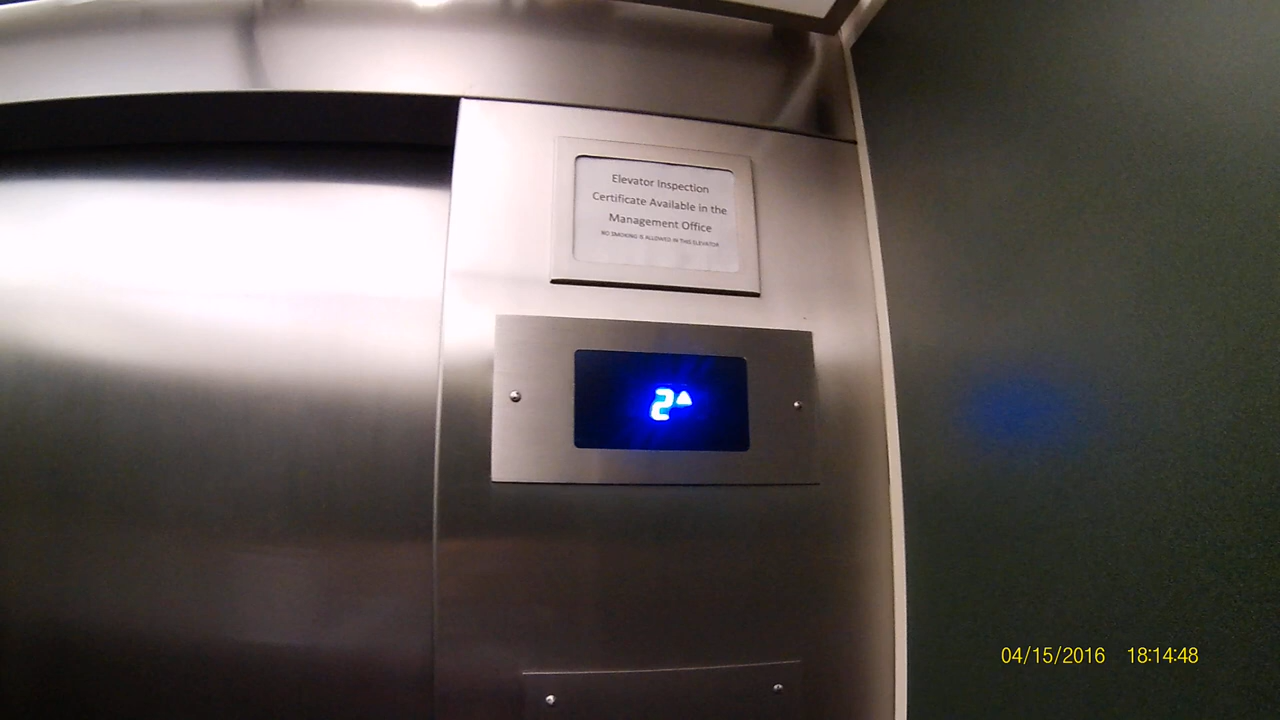 Elevator Inspection
Certificate Available in the
Management Office
NO SMOKING IS ALLOWED IN THIS ELEVATOR
2
04/15/2016 18:14:48